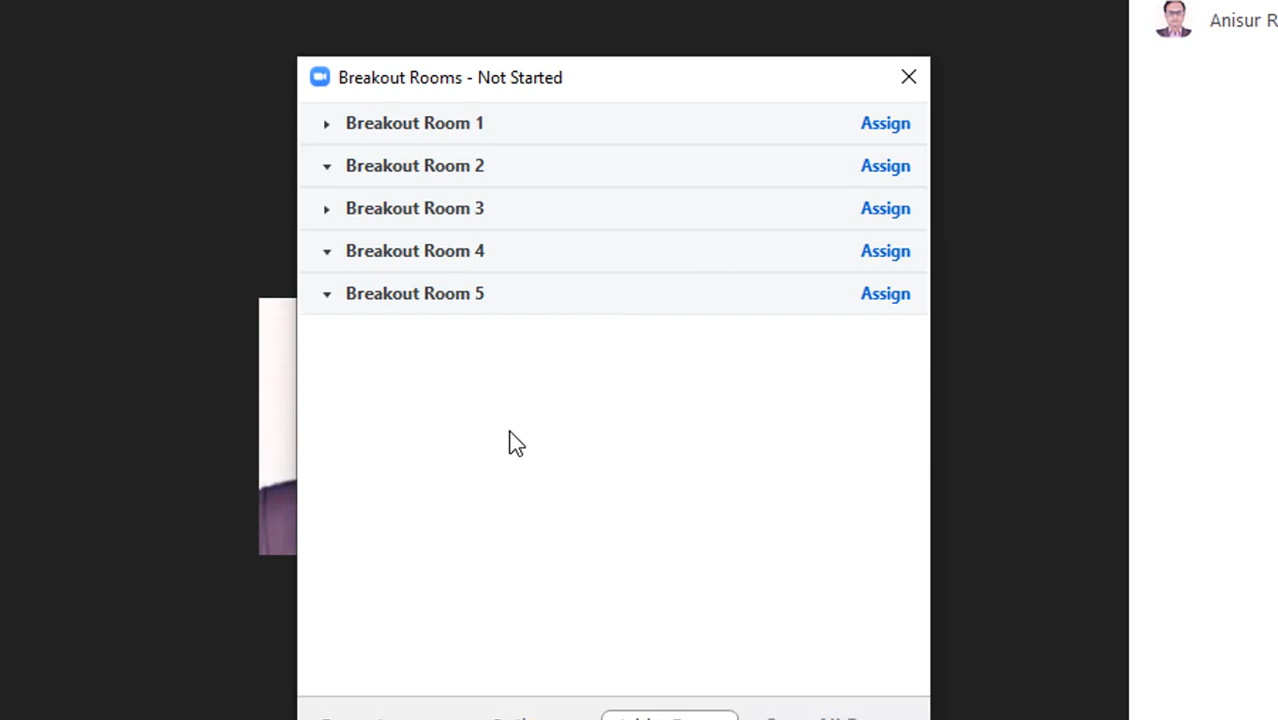 Anisur R
Breakout Rooms - Not Started
Breakout Room 1 Assign
Breakout Room 2 Assign
Breakout Room 3 Assign
Breakout Room 4 Assign
Breakout Room 5 Assign